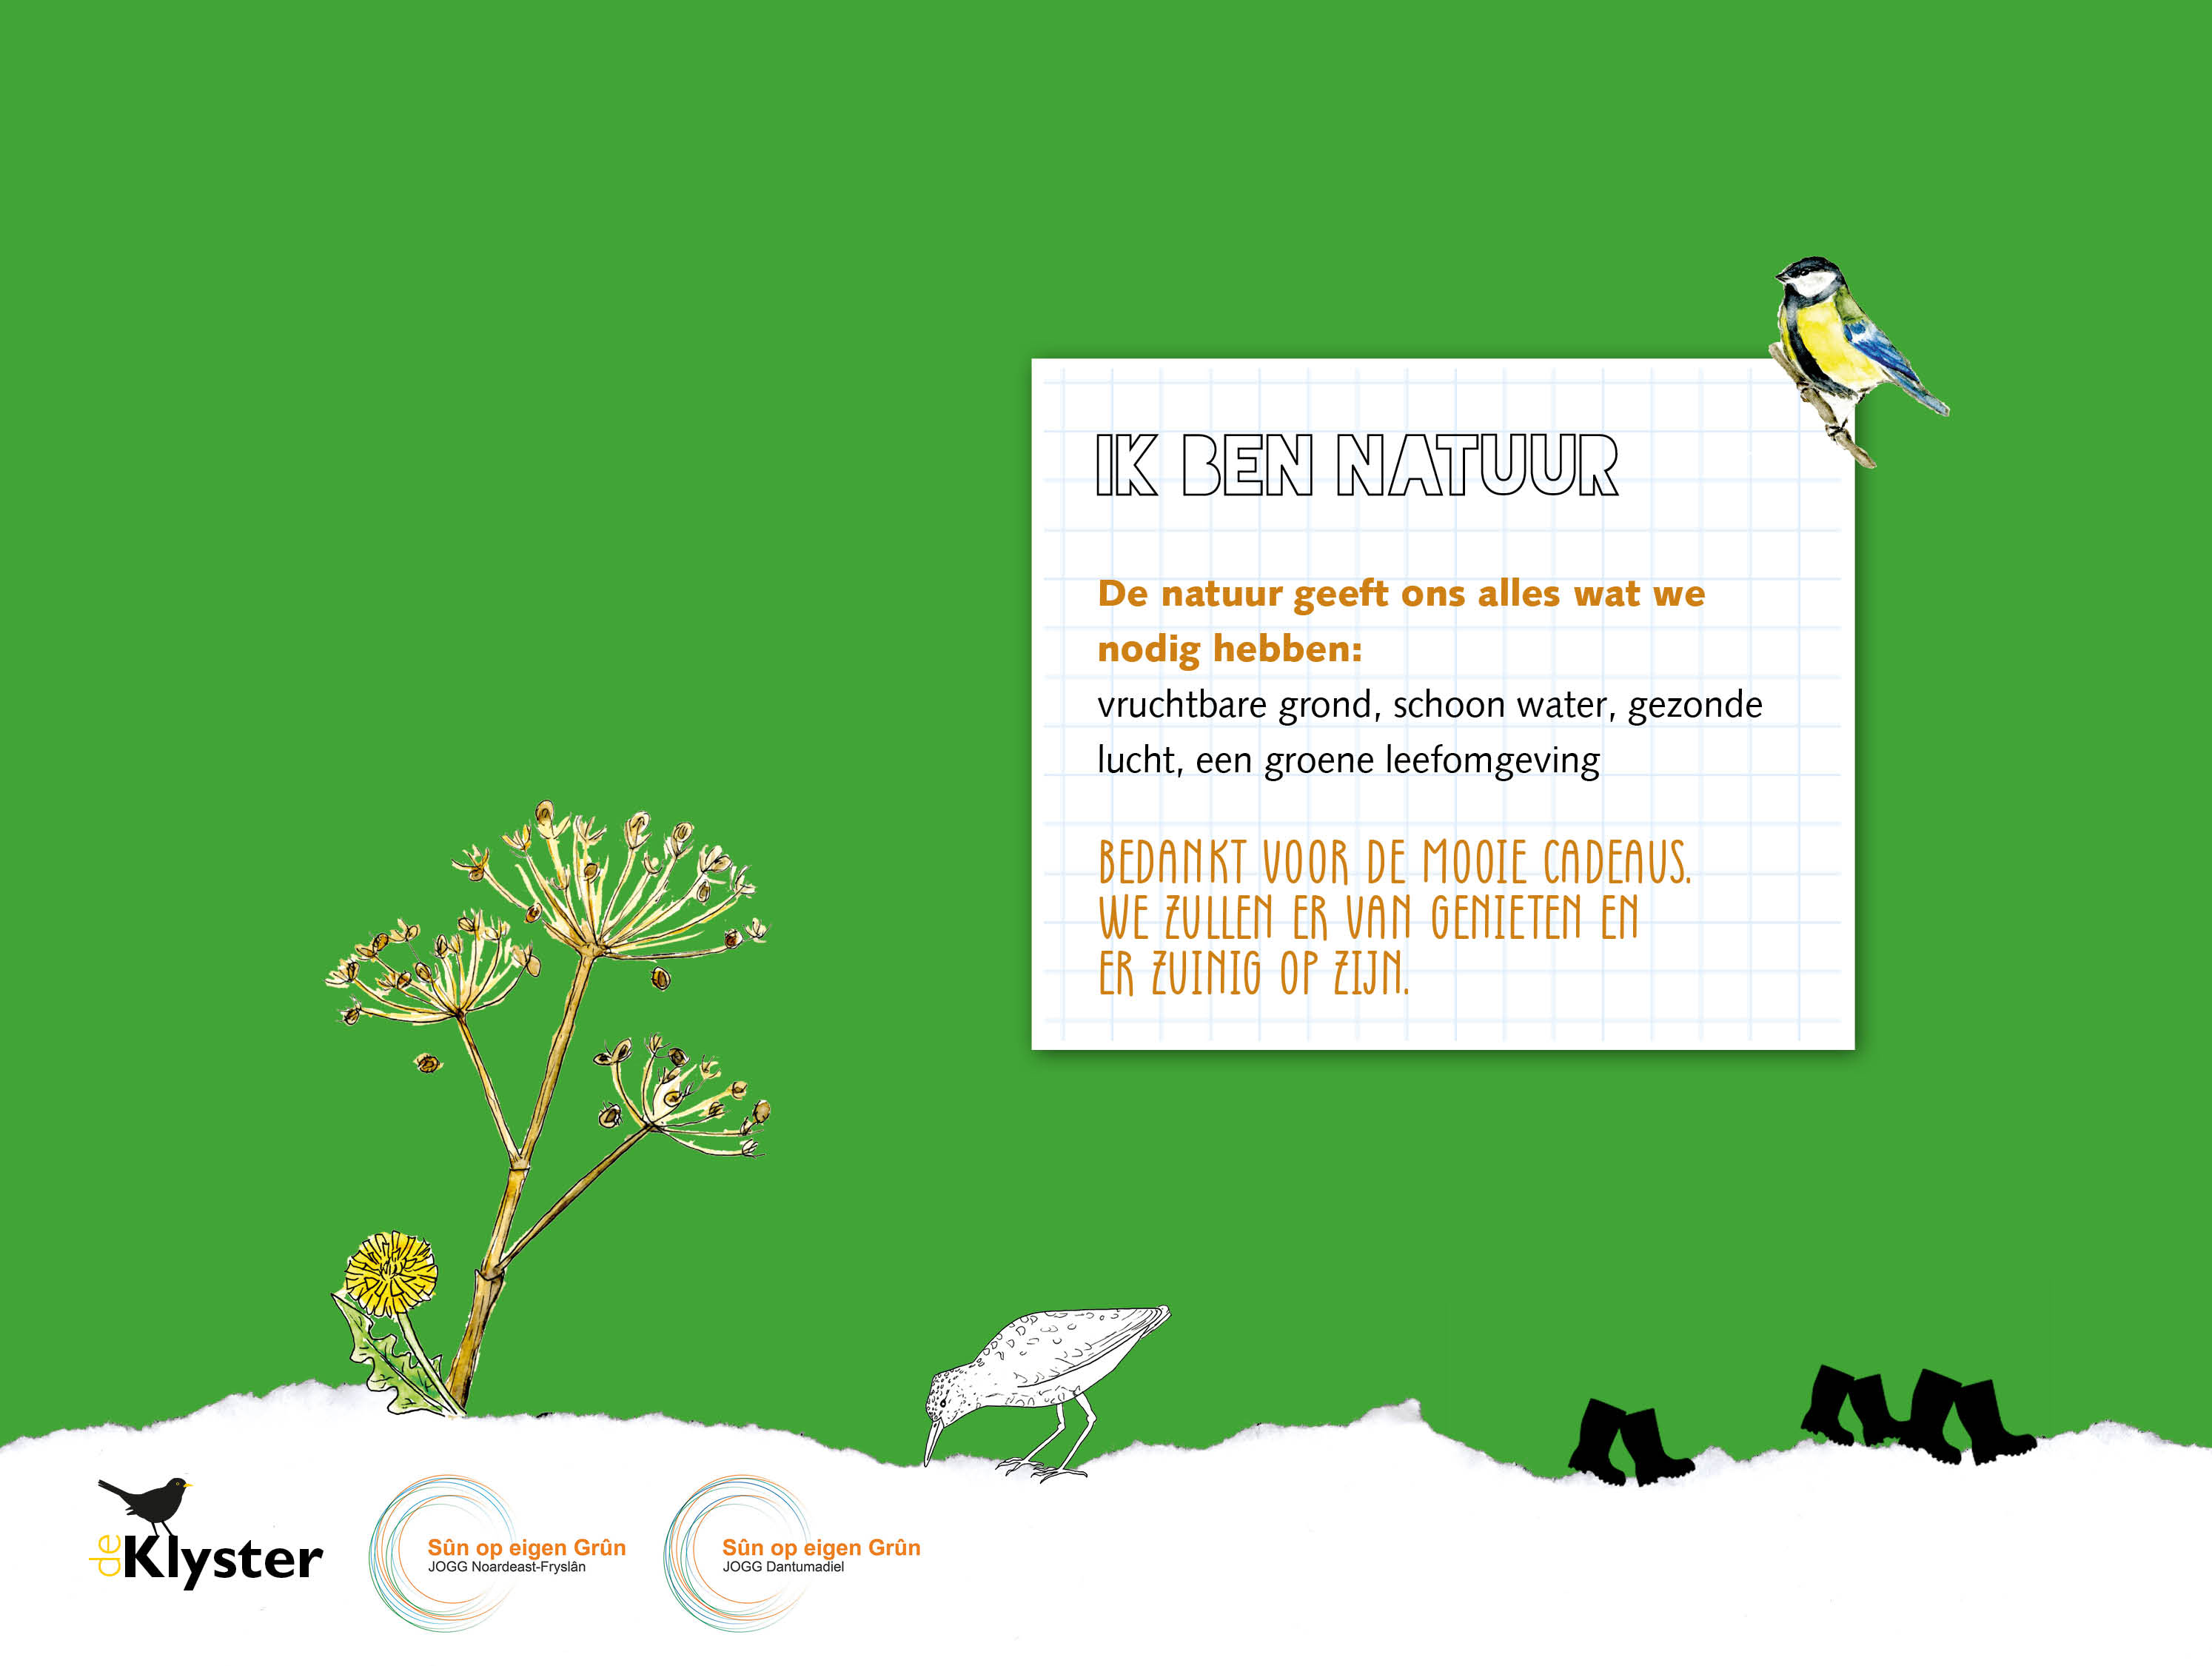 IK BEN NATUUR
De natuur geeft ons alles wat we
nodig hebben:
vruchtbare grond, schoon water, gezonde
lucht, een groene leefomgeving
BEDANKT VOOR DE MOOIE CADEAUS.
WE ZULLEN ER VAN GENIETEN EN
ER ZUINIG OP ZIJN.
de Klyster
Sûn op eigen Grûn
JOGG Noardeast-Fryslân
Sûn op eigen Grûn
JOGG Dantumadiel